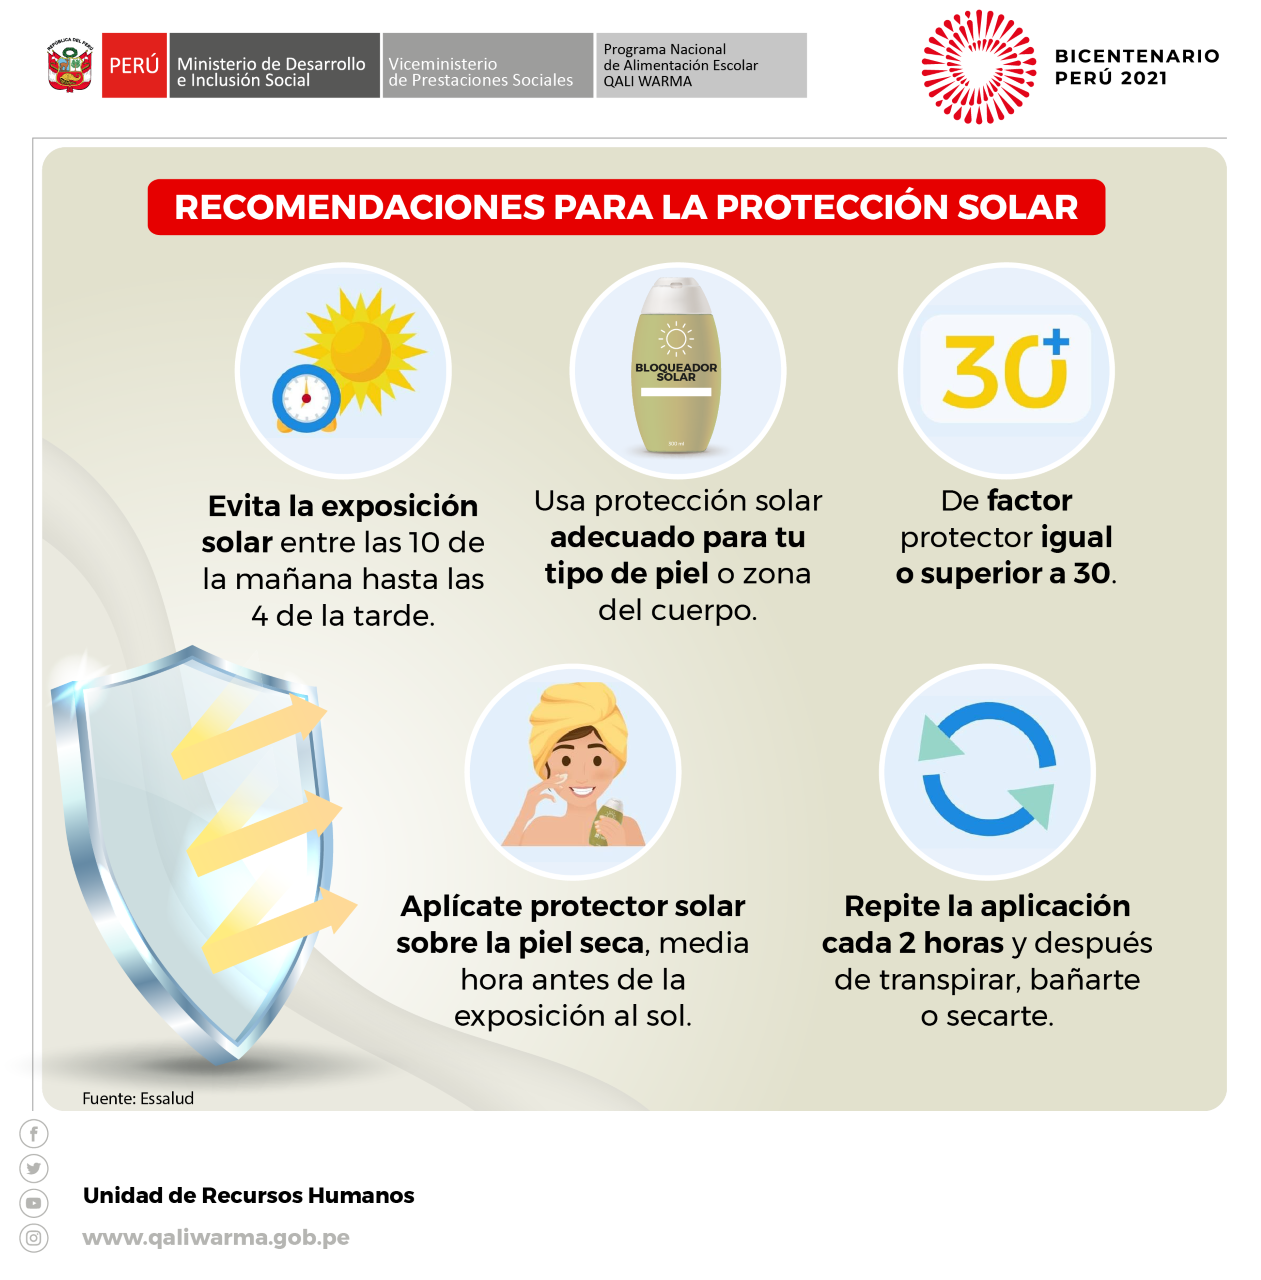 REPÚBLICA DEL PERÚ
PERÚ
Ministerio de Desarrollo
e Inclusión Social
Viceministerio
de Prestaciones Sociales
Programa Nacional
de Alimentación Escolar
QALI WARMA
BICENTENARIO
PERÚ 2021
RECOMENDACIONES PARA LA PROTECCIÓN SOLAR
BLOQUEADOR
SOLAR
300 ml
30+
Evita la exposición
solar entre las 10 de
la mañana hasta las
4 de la tarde.
Usa protección solar
adecuado para tu
tipo de piel o zona
del cuerpo.
De factor
protector igual
o superior a 30.
Aplícate protector solar
sobre la piel seca, media
hora antes de la
exposición al sol.
Repite la aplicación
cada 2 horas y después
de transpirar, bañarte
o secarte.
Fuente: Essalud
Unidad de Recursos Humanos
www.qaliwarma.gob.pe